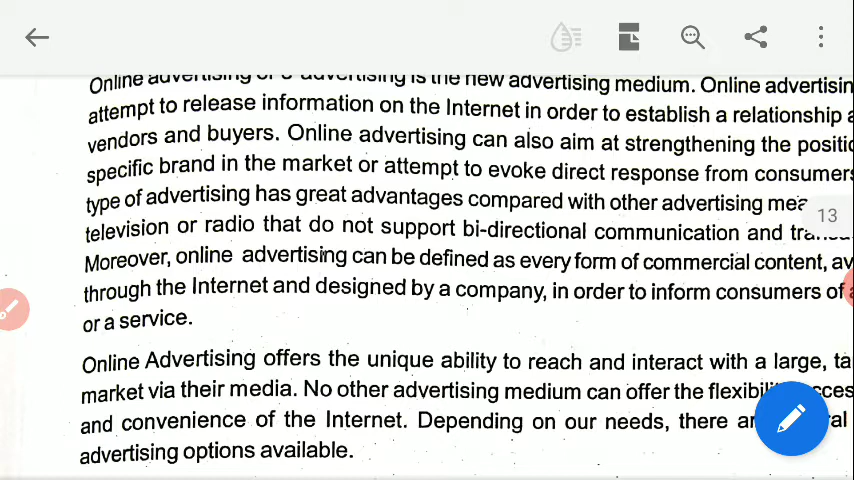 Online advertising or e-advertising is the new advertising medium. Online
attempt to release information on the Internet in order to establish a relationship
vendors and buyers. Online advertising can also aim at strengthening the
specific brand in the market or attempt to evoke direct response from
type of advertising has great advantages compared with other advertising
13
television or radio that do not support bi-directional communication and
Moreover, online advertising can be defined as every form of commercial content,
through the Internet and designed by a company, in order to inform consumers of
or a service.
Online Advertising offers the unique ability to reach and interact with a large,
market via their media. No other advertising medium can offer the
and convenience of the Internet. Depending on our needs, there
advertising options available.